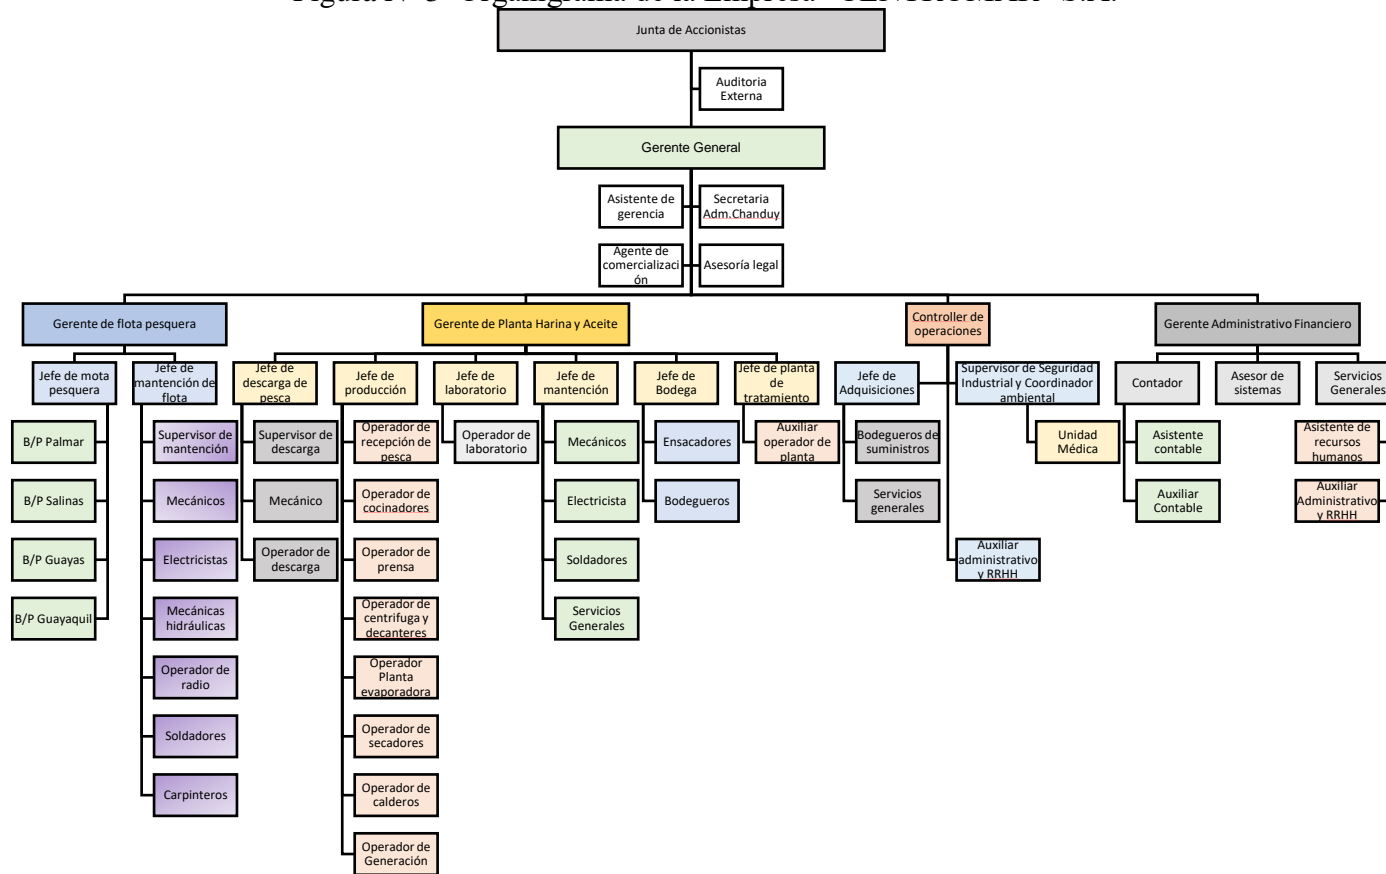 Junta de Accionistas
Auditoria
Externa
Gerente General
Asistente de
gerencia
Secretaria
Adm.Chanduy
Agente de
comercializaci
ón
Asesoría legal
Gerente de flota pesquera
Gerente de Planta Harina y Aceite
Controller de
operaciones
Gerente Administrativo Financiero
Jefe de mota
pesquera
Jefe de
mantención de
flota
Jefe de
descarga de
pesca
Jefe de
producción
Jefe de
laboratorio
Jefe de
mantención
Jefe de
Bodega
Jefe de planta
de
tratamiento
Jefe de
Adquisiciones
Supervisor de Seguridad
Industrial y Coordinador
ambiental
Contador
Asesor de
sistemas
Servicios
Generales
B/P Palmar
B/P Salinas
B/P Guayas
B/P Guayaquil
Supervisor de
mantención
Mecánicos
Electricistas
Mecánicas
hidráulicas
Operador de
radio
Soldadores
Carpinteros
Supervisor de
descarga
Mecánico
Operador de
descarga
Operador de
recepción de
pesca
Operador de
cocinadores
Operador de
prensa
Operador de
centrifuga y
decanteres
Operador
Planta
evaporadora
Operador de
secadores
Operador de
calderos
Operador de
Generación
Operador de
laboratorio
Mecánicos
Electricista
Soldadores
Servicios
Generales
Ensacadores
Bodegueros
Auxiliar
operador de
planta
Bodegueros de
suministros
Servicios
generales
Unidad
Médica
Auxiliar
administrativo
y RRHH
Asistente
contable
Auxiliar
Contable
Asistente de
recursos
humanos
Auxiliar
Administrativo
y RRHH